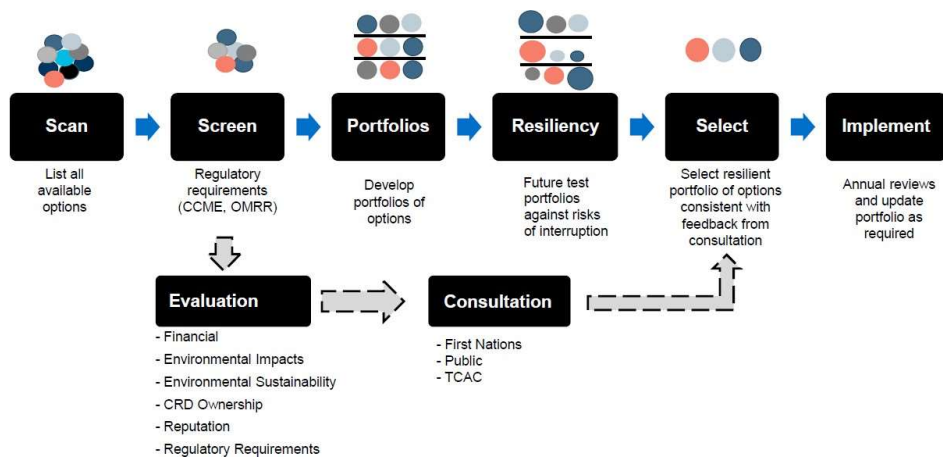 Scan
Screen
Portfolios
Resiliency
Select
Implement
List all
available
options
Regulatory
requirements
(CCME, OMRR)
Develop
portfolios of
options
Future test
portfolios
against risks
of interruption
Select resilient
portfolio of options
consistent with
feedback from
consultation
Annual reviews
and update
portfolio as
required
Evaluation
- Financial
- Environmental Impacts
- Environmental Sustainability
- CRD Ownership
- Reputation
- Regulatory Requirements
Consultation
- First Nations
- Public
- TCAC